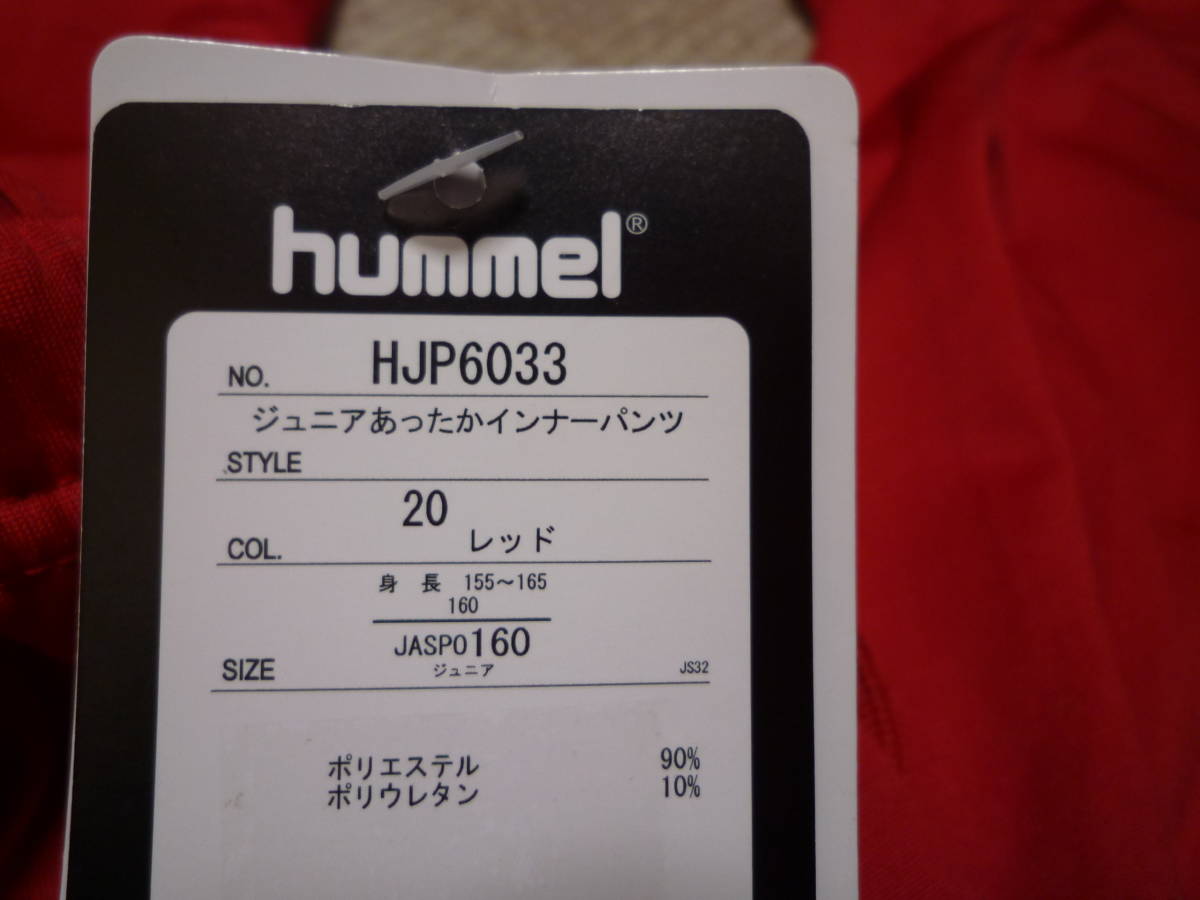 hummel®
NO. HJP6033
ジュニアあったかインナーパンツ
STYLE
20
COL. レッド
身長 155～165
160
JASPO160
SIZE ジュニア JS32
ポリエステル 90%
ポリウレタン 10%